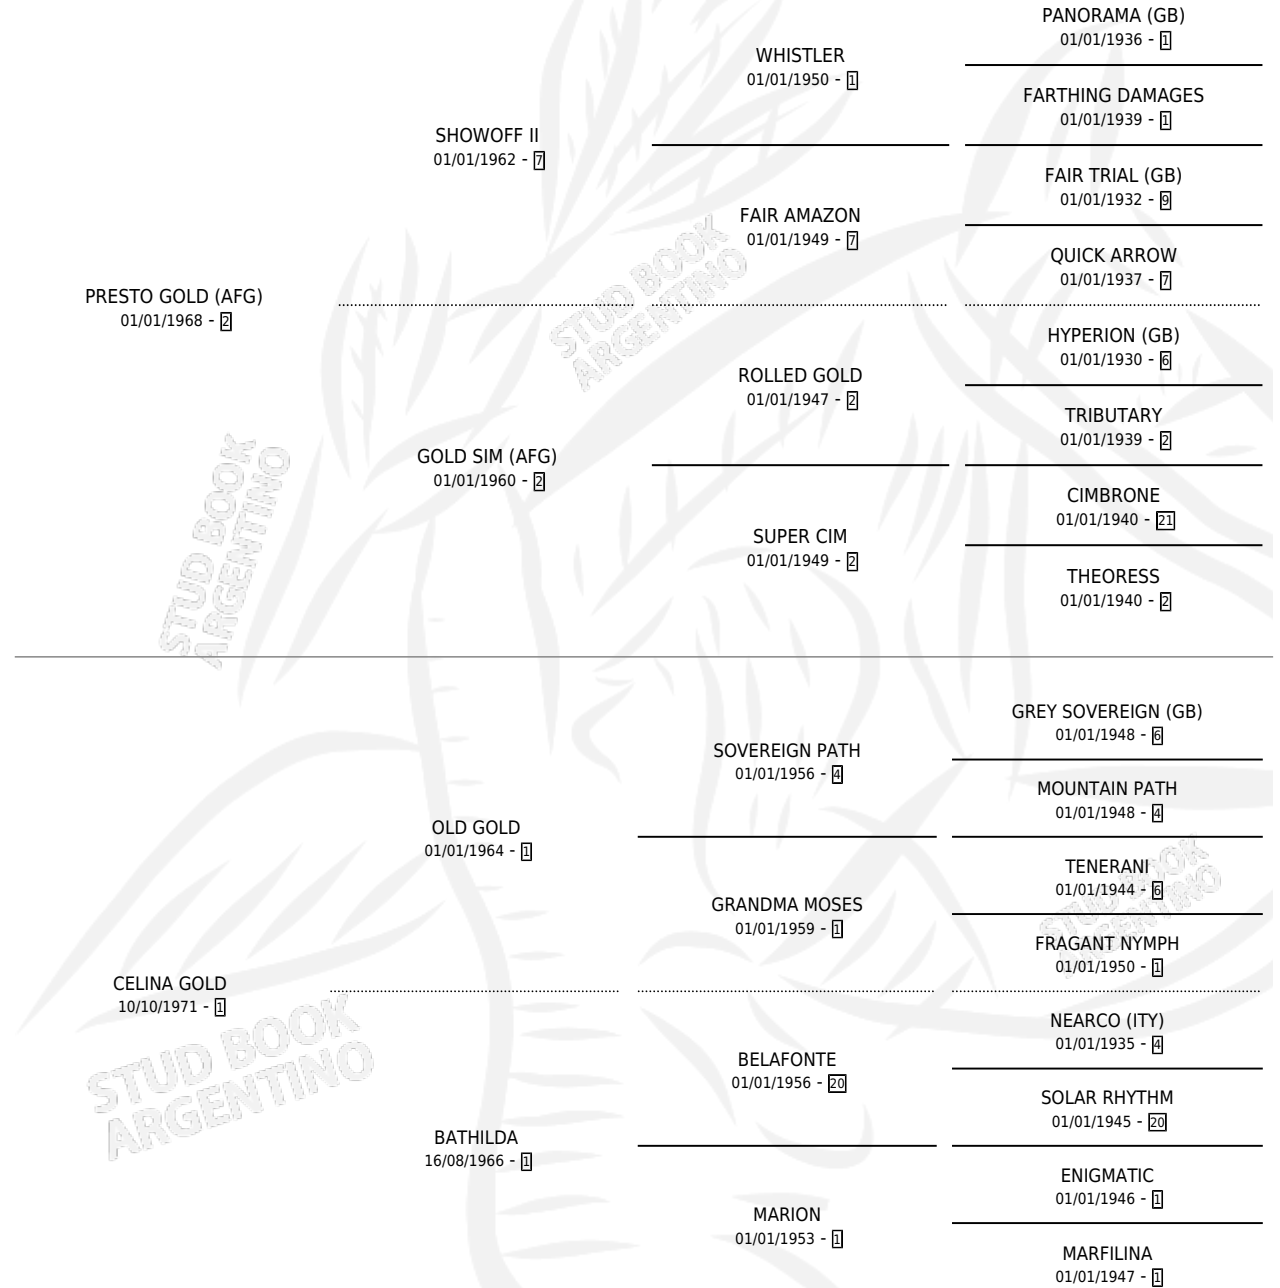 PANORAMA (GB)
01/01/1936 - 1
WHISTLER
01/01/1950 - 1
FARTHING DAMAGES
01/01/1939 - 1
SHOWOFF II
01/01/1962 - 7
FAIR TRIAL (GB)
01/01/1932 - 9
FAIR AMAZON
01/01/1949 - 7
QUICK ARROW
01/01/1937 - 7
STUD BOOK
ARGENTINO
PRESTO GOLD (AFG)
01/01/1968 - 2
HYPERION (GB)
01/01/1930 - 6
ROLLED GOLD
01/01/1947 - 2
TRIBUTARY
01/01/1939 - 2
GOLD SIM (AFG)
01/01/1960 - 2
CIMBRONE
01/01/1940 - 21
SUPER CIM
01/01/1949 - 2
THEORESS
01/01/1940 - 2
STUD BOOK
ARGENTINO
GREY SOVEREIGN (GB)
01/01/1948 - 6
SOVEREIGN PATH
01/01/1956 - 4
MOUNTAIN PATH
01/01/1948 - 4
OLD GOLD
01/01/1964 - 1
TENERANI
01/01/1944 - 6
STUD BOOK
ARGENTINO
GRANDMA MOSES
01/01/1959 - 1
FRAGANT NYMPH
01/01/1950 - 1
CELINA GOLD
10/10/1971 - 1
NEARCO (ITY)
01/01/1935 - 4
BELAFONTE
01/01/1956 - 20
SOLAR RHYTHM
01/01/1945 - 20
STUD BOOK
ARGENTINO
BATHILDA
16/08/1966 - 1
ENIGMATIC
01/01/1946 - 1
MARION
01/01/1953 - 1
MARFILINA
01/01/1947 - 1